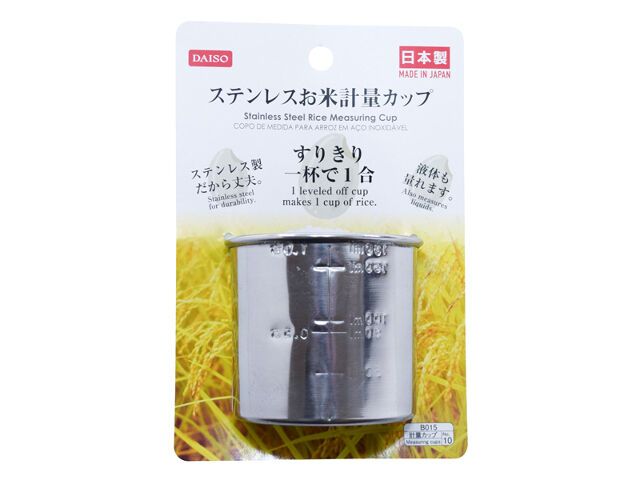 DAISO
日本製
MADE IN JAPAN
ステンレスお米計量カップ
Stainless Steel Rice Measuring Cup
COPO DE MEDIDA PARA ARROZ EM AÇO INOXIDÁVEL
ステンレス製
だから丈夫。
Stainless steel
for durability.
すりきり
一杯で1合
1 leveled off cup
makes 1 cup of rice.
液体も
量れます。
Also measures
liquids.
B015
計量カップ
Measuring cups
No.
10